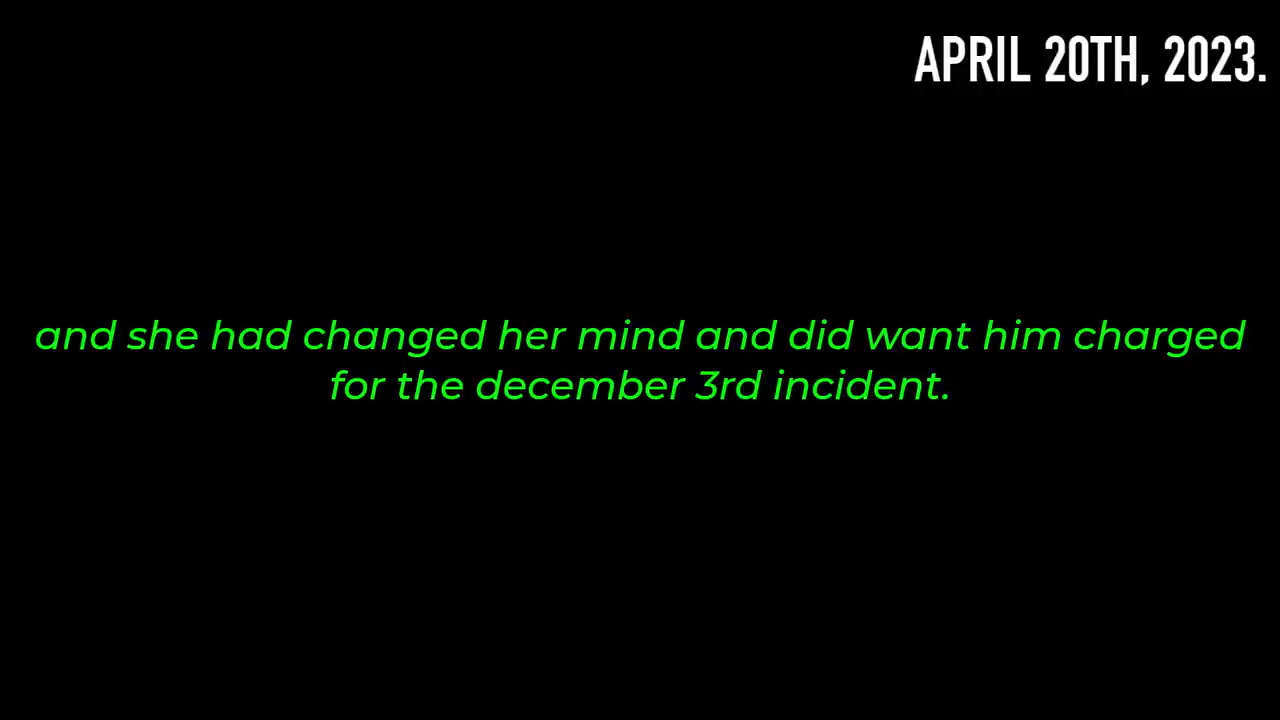 APRIL 20TH, 2023.
and she had changed her mind and did want him charged
for the december 3rd incident.